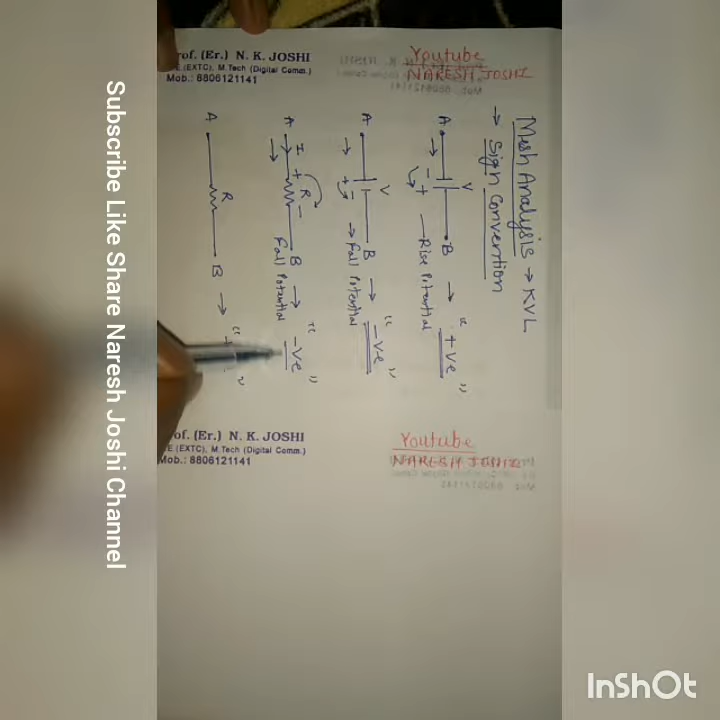 Subscribe Like Share Naresh Joshi Channel
rof. (Er.) N. K. JOSHI
E (EXTC), M.Tech (Digital Comm.)
Mob.: 8806121141
Youtube
NARESH JOSHI
Mesh Analysis → KVL
→ Sign Convention
A V B → " +ve "
→ - + Rise Potential
A V B → " -ve "
→ + - → Fall Potential
A I + R - B → " -ve "
→ Fall Potential
A R B → "
of. (Er.) N. K. JOSHI
E (EXTC), M.Tech (Digital Comm.)
Mob.: 8806121141
Youtube
NARESH JOSHI
InShOt